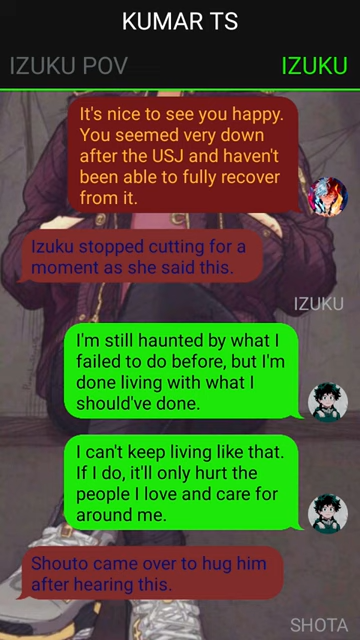 KUMAR TS
IZUKU POV
IZUKU
It's nice to see you happy.
You seemed very down
after the USJ and haven't
been able to fully recover
from it.
Izuku stopped cutting for a
moment as she said this.
IZUKU
I'm still haunted by what I
failed to do before, but I'm
done living with what I
should've done.
I can't keep living like that.
If I do, it'll only hurt the
people I love and care for
around me.
Shouto came over to hug him
after hearing this.
SHOTA